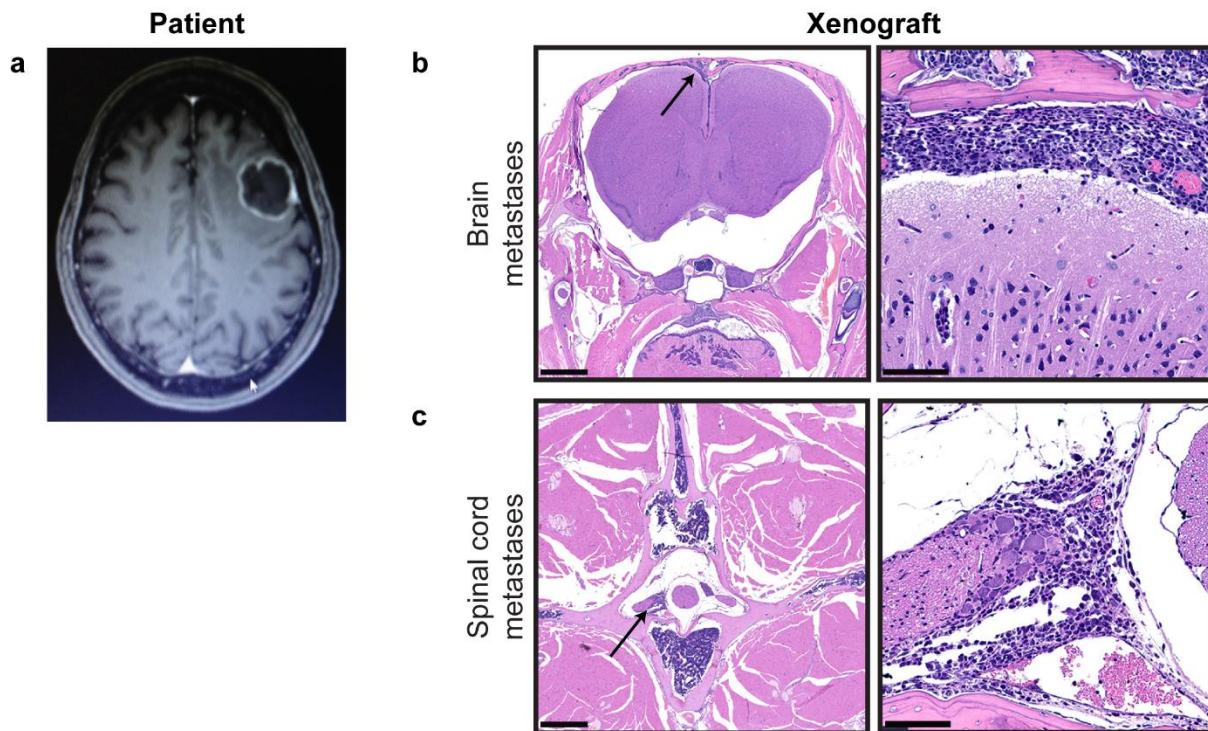 Patient
Xenograft
a
b
Brain
metastases
c
Spinal cord
metastases